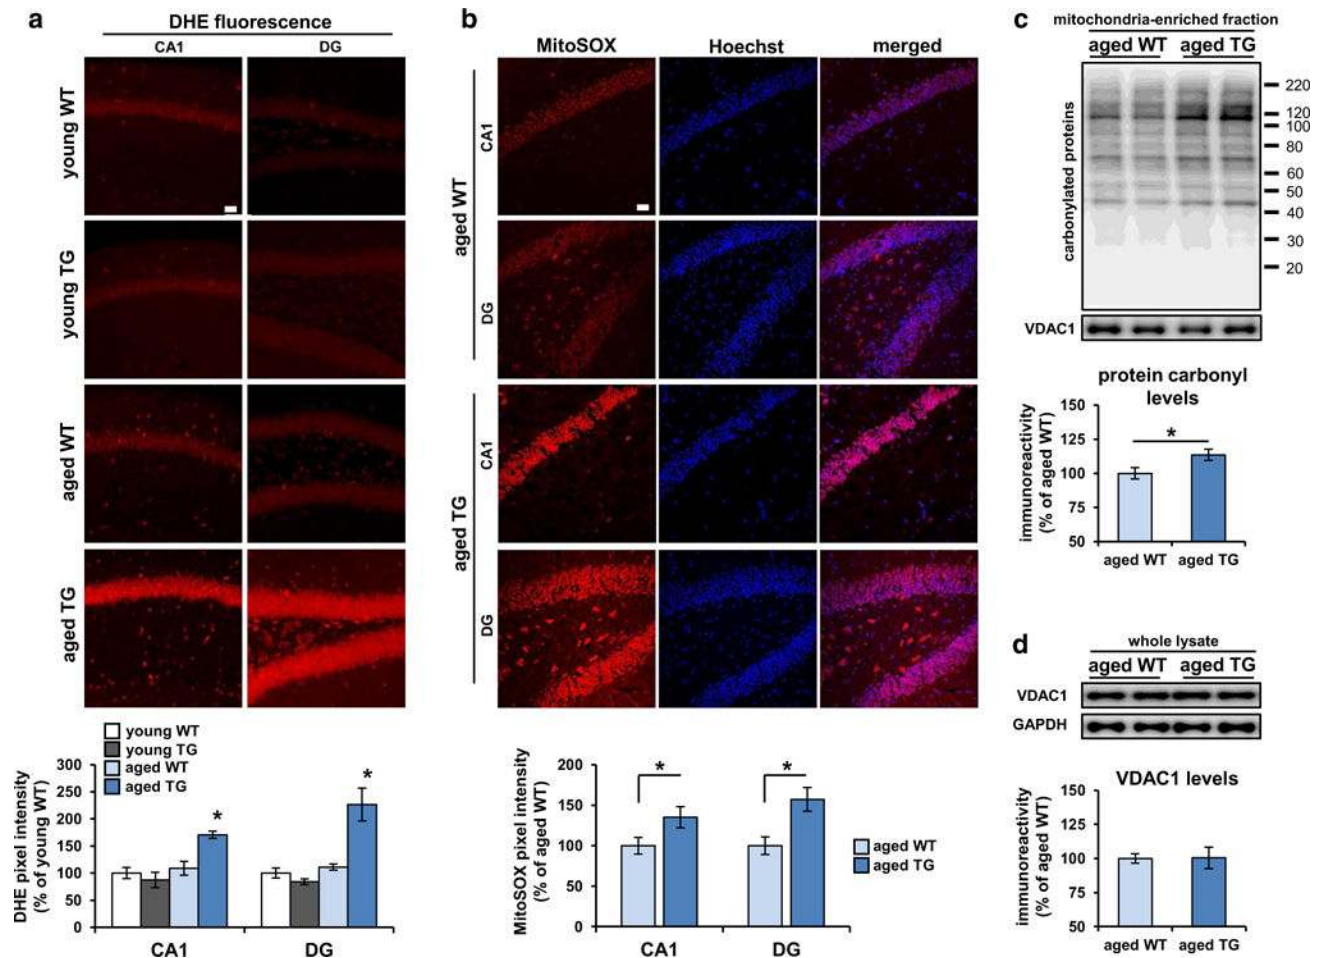 a
DHE fluorescence
CA1 DG
young WT
young TG
aged WT
aged TG
young WT
young TG
aged WT
aged TG
DHE pixel intensity
(% of young WT)
300
250
200
150
100
50
0
*
*
CA1 DG
b
MitoSOX Hoechst merged
aged WT
CA1
DG
aged TG
CA1
DG
MitoSOX pixel intensity
(% of aged WT)
200
150
100
50
0
*
*
CA1 DG
aged WT
aged TG
c
mitochondria-enriched fraction
aged WT aged TG
carbonylated proteins
220
120
100
80
60
50
40
30
20
VDAC1
protein carbonyl
levels
immunoreactivity
(% of aged WT)
150
125
100
75
50
*
aged WT aged TG
d
whole lysate
aged WT aged TG
VDAC1
GAPDH
VDAC1 levels
immunoreactivity
(% of aged WT)
150
125
100
75
50
aged WT aged TG